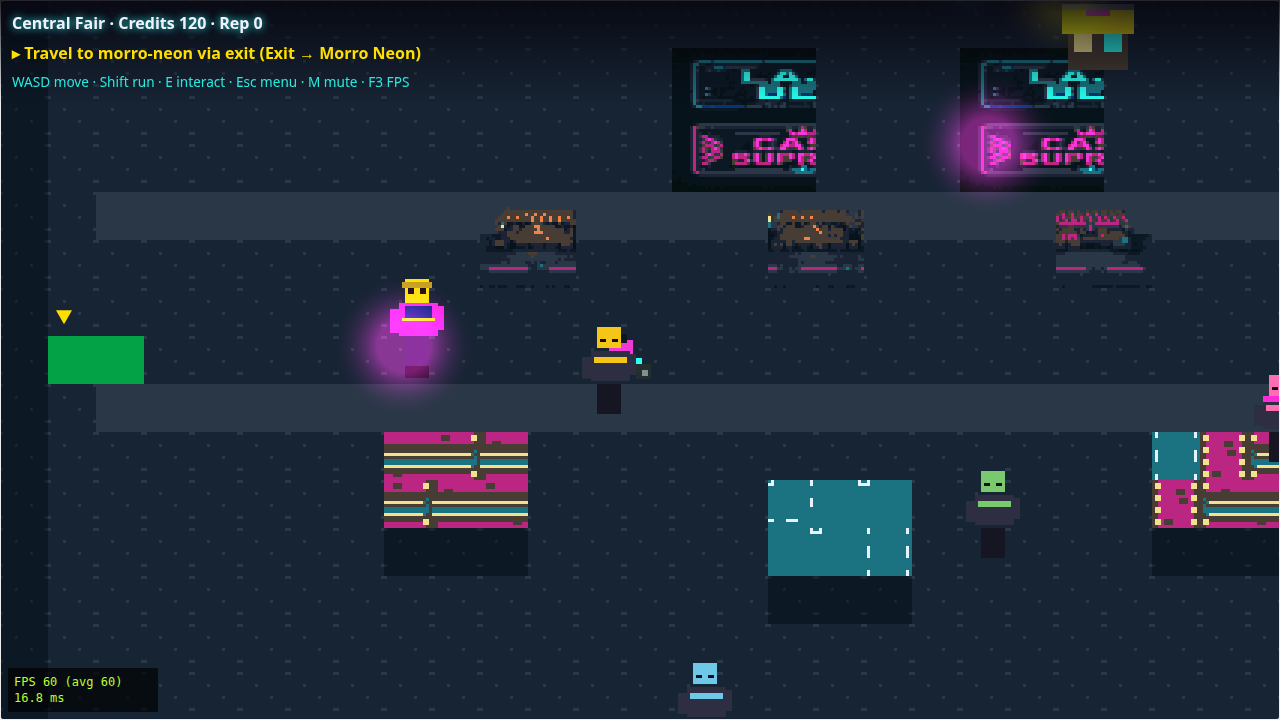 Central Fair · Credits 120 · Rep 0
▸ Travel to morro-neon via exit (Exit → Morro Neon)
WASD move · Shift run · E interact · Esc menu · M mute · F3 FPS
FPS 60 (avg 60)
16.8 ms